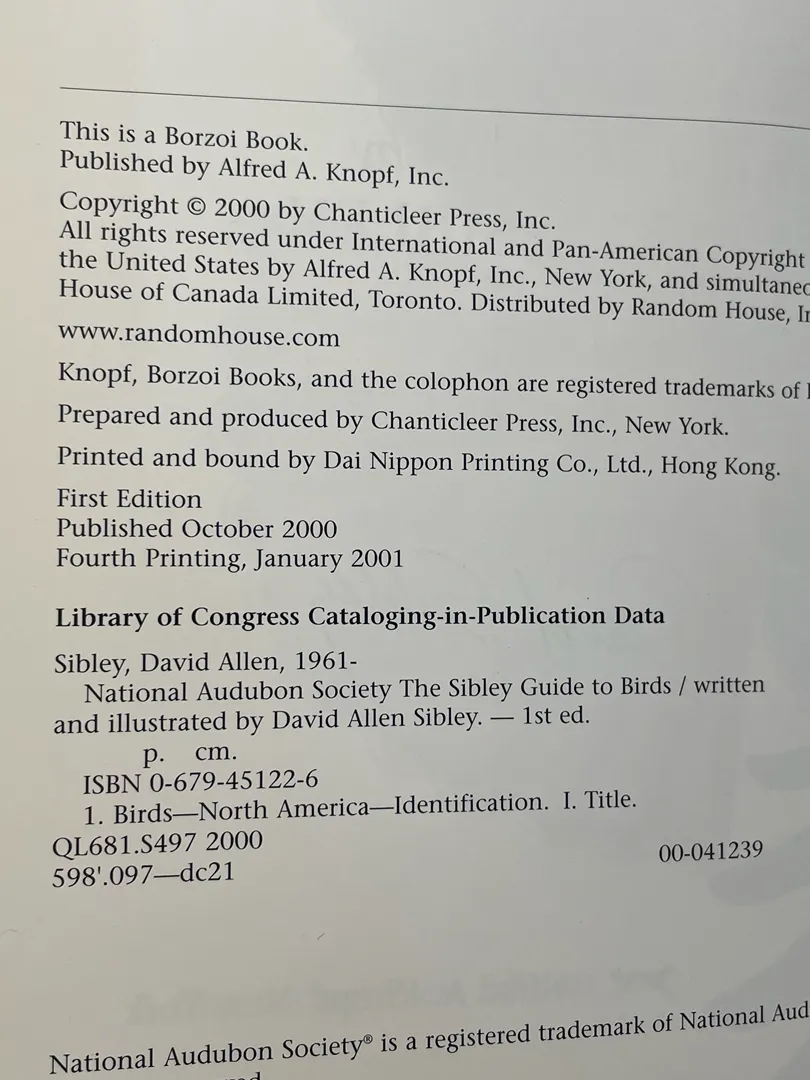 This is a Borzoi Book.
Published by Alfred A. Knopf, Inc.
Copyright © 2000 by Chanticleer Press, Inc.
All rights reserved under International and Pan-American Copyright
the United States by Alfred A. Knopf, Inc., New York, and
House of Canada Limited, Toronto. Distributed by Random House,
www.randomhouse.com
Knopf, Borzoi Books, and the colophon are registered trademarks of
Prepared and produced by Chanticleer Press, Inc., New York.
Printed and bound by Dai Nippon Printing Co., Ltd., Hong Kong.
First Edition
Published October 2000
Fourth Printing, January 2001
Library of Congress Cataloging-in-Publication Data
Sibley, David Allen, 1961-
National Audubon Society The Sibley Guide to Birds / written
and illustrated by David Allen Sibley. — 1st ed.
p. cm.
ISBN 0-679-45122-6
1. Birds—North America—Identification. I. Title.
QL681.S497 2000
598'.097—dc21
00-041239
National Audubon Society® is a registered trademark of National